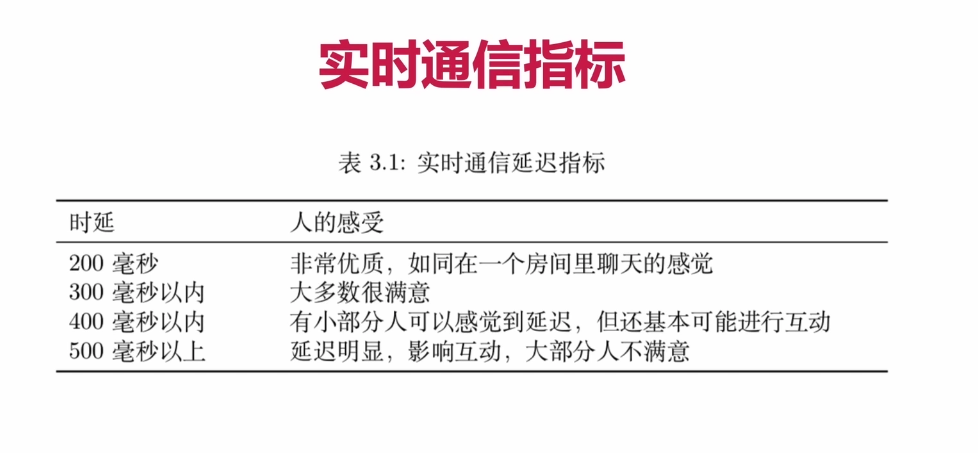 实时通信指标
表 3.1: 实时通信延迟指标
时延 人的感受
200 毫秒 非常优质，如同在一个房间里聊天的感觉
300 毫秒以内 大多数很满意
400 毫秒以内 有小部分人可以感觉到延迟，但还基本可能进行互动
500 毫秒以上 延迟明显，影响互动，大部分人不满意